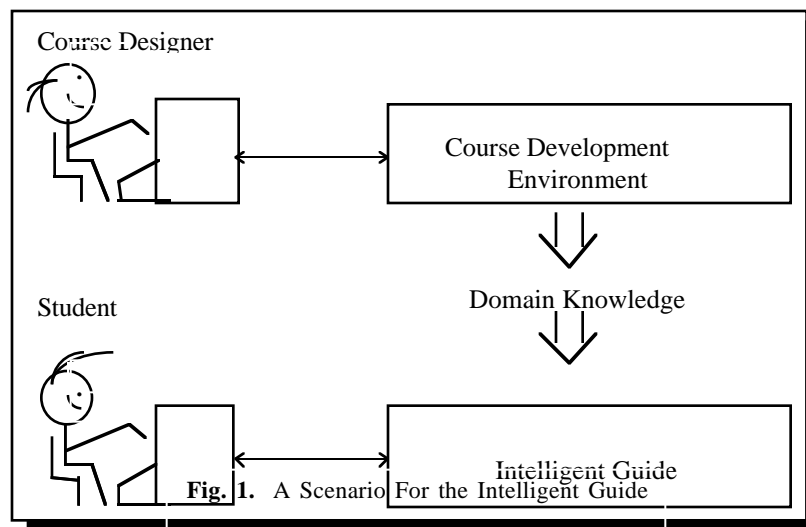 Course Designer
Course Development
Environment
Domain Knowledge
Student
Intelligent Guide
Fig. 1. A Scenario For the Intelligent Guide